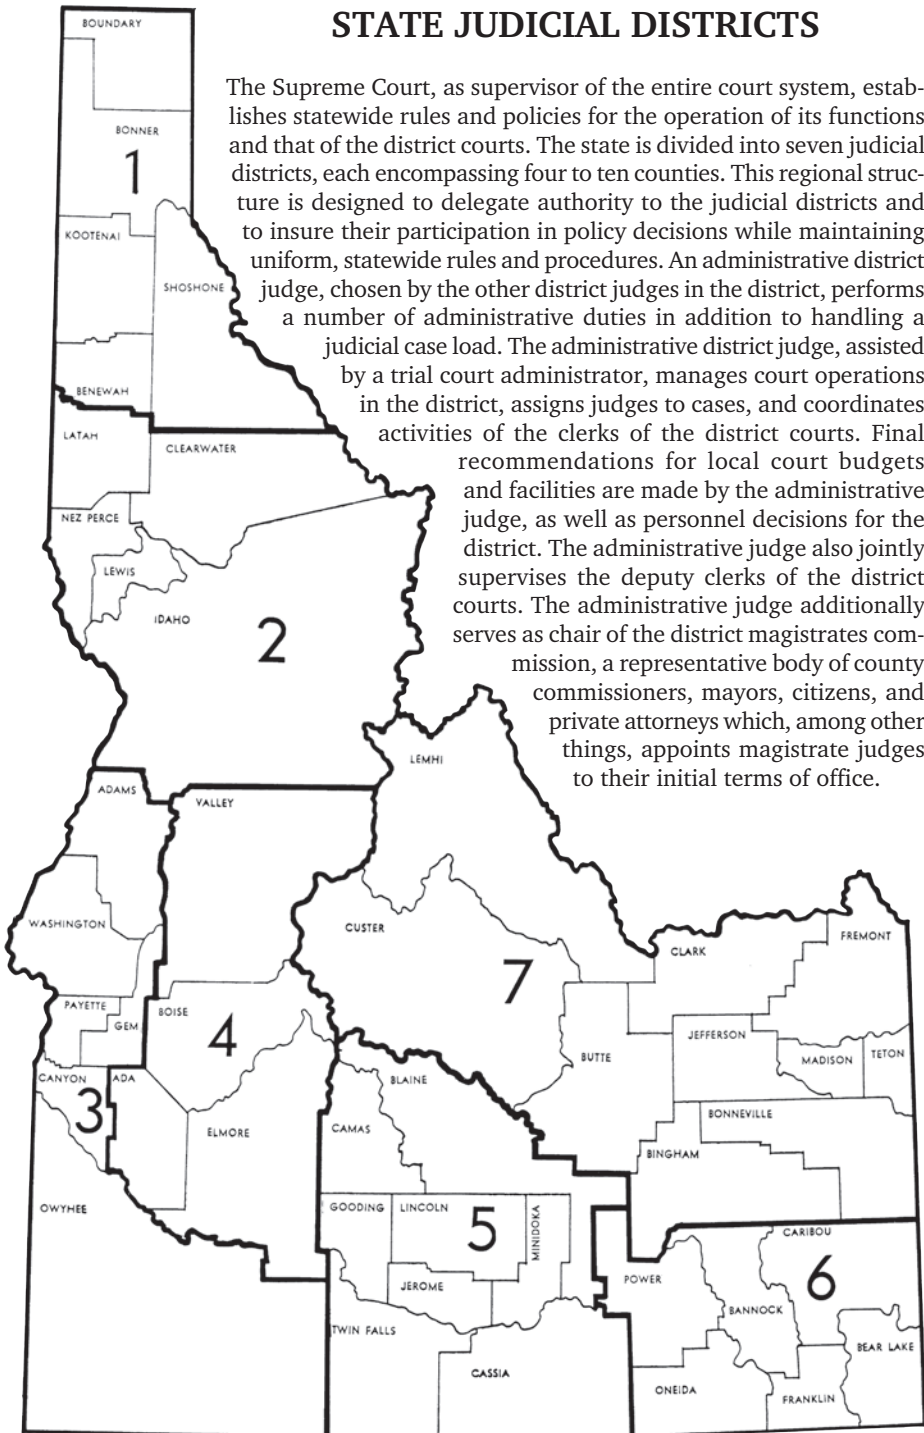 STATE JUDICIAL DISTRICTS
The Supreme Court, as supervisor of the entire court system, estab-
lishes statewide rules and policies for the operation of its functions
and that of the district courts. The state is divided into seven judicial
districts, each encompassing four to ten counties. This regional struc-
ture is designed to delegate authority to the judicial districts and
to insure their participation in policy decisions while maintaining
uniform, statewide rules and procedures. An administrative district
judge, chosen by the other district judges in the district, performs
a number of administrative duties in addition to handling a
judicial case load. The administrative district judge, assisted
by a trial court administrator, manages court operations
in the district, assigns judges to cases, and coordinates
activities of the clerks of the district courts. Final
recommendations for local court budgets
and facilities are made by the administrative
judge, as well as personnel decisions for the
district. The administrative judge also jointly
supervises the deputy clerks of the district
courts. The administrative judge additionally
serves as chair of the district magistrates com-
mission, a representative body of county
commissioners, mayors, citizens, and
private attorneys which, among other
things, appoints magistrate judges
to their initial terms of office.
BOUNDARY
BONNER
1
KOOTENAI
SHOSHONE
BENEWAH
LATAH
CLEARWATER
NEZ PERCE
LEWIS
IDAHO
2
LEMHI
ADAMS
VALLEY
WASHINGTON
CUSTER
CLARK
FREMONT
7
PAYETTE
GEM
BOISE
4
JEFFERSON
BUTTE
MADISON
TETON
CANYON
ADA
BLAINE
3
BONNEVILLE
ELMORE
CAMAS
BINGHAM
OWYHEE
GOODING
LINCOLN
5
MINIDOKA
CARIBOU
JEROME
POWER
6
BANNOCK
TWIN FALLS
BEAR LAKE
CASSIA
ONEIDA
FRANKLIN